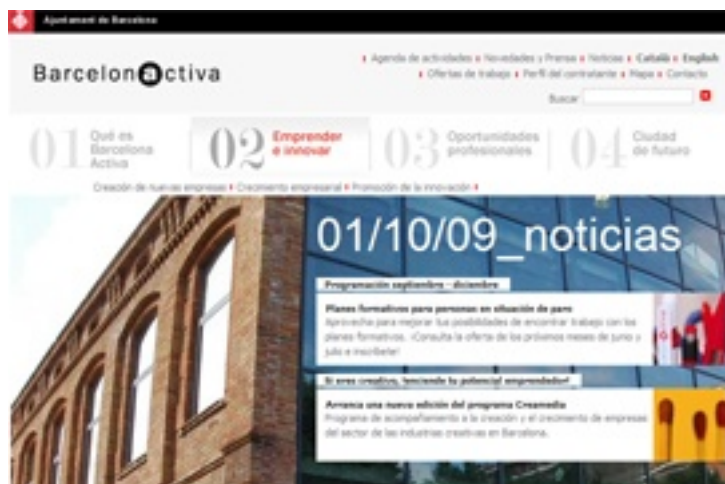 Ajuntament de Barcelona
Barcelonactiva
Agenda de actividades Novedades y Prensa Noticias Català English
Ofertas de trabajo Perfil del contratante Mapa Contacto
Buscar
01 Qué es
Barcelona
Activa
02 Emprender
e innovar
03 Oportunidades
profesionales
04 Ciudad
de futuro
Creación de nuevas empresas Crecimiento empresarial Promoción de la innovación
01/10/09_noticias
Programación septiembre - diciembre
Planes formativos para personas en situación de paro
Aprovecha para mejorar tus posibilidades de encontrar trabajo con los
planes formativos. ¡Consulta la oferta de los próximos meses de junio y
julio e inscríbete!
Si eres creativo, ¡enciende tu potencial emprendedor!
Arranca una nueva edición del programa Creamedia
Programa de acompañamiento a la creación y el crecimiento de empresas
del sector de las industrias creativas en Barcelona.